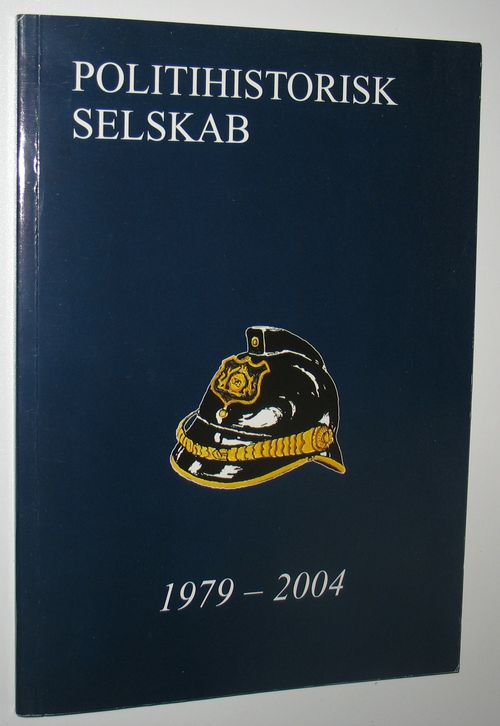 POLITIHISTORISK
SELSKAB
1979 – 2004